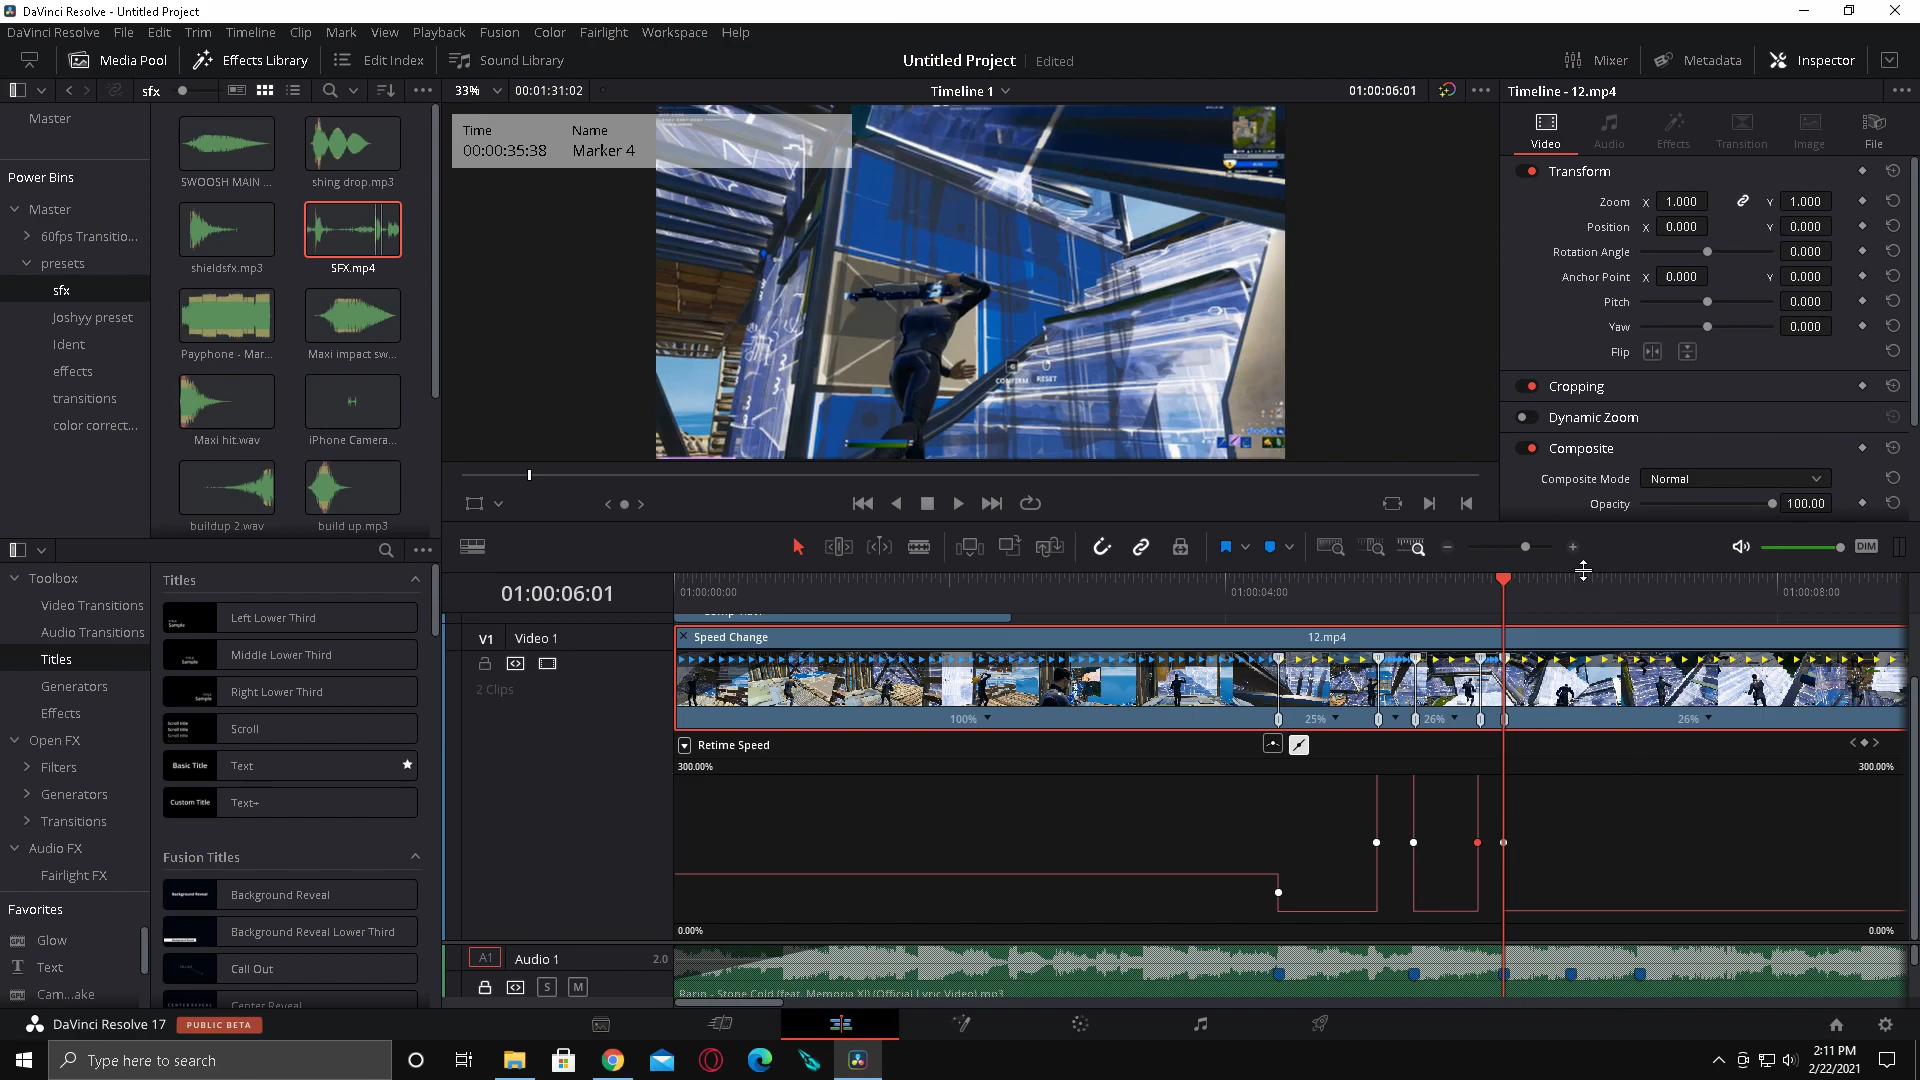 DaVinci Resolve - Untitled Project
DaVinci Resolve File Edit Trim Timeline Clip Mark View Playback Fusion Color Fairlight Workspace Help
Media Pool Effects Library Edit Index Sound Library
Untitled Project Edited
Mixer Metadata Inspector
sfx
33% 00:01:31:02
Timeline 1
01:00:06:01
Timeline - 12.mp4
Master
Power Bins
Master
60fps Transitio...
presets
sfx
Joshyy preset
Ident
effects
transitions
color correct...
SWOOSH MAIN ...
shing drop.mp3
shieldsfx.mp3
SFX.mp4
Payphone - Mar...
Maxi impact sw...
Maxi hit.wav
iPhone Camera...
buildup 2.wav
build up.mp3
Time Name
00:00:35:38 Marker 4
CONFIRM RESET
Video Audio Effects Transition Image File
Transform
Zoom X 1.000 Y 1.000
Position X 0.000 Y 0.000
Rotation Angle 0.000
Anchor Point X 0.000 Y 0.000
Pitch 0.000
Yaw 0.000
Flip
Cropping
Dynamic Zoom
Composite
Composite Mode Normal
Opacity 100.00
DIM
Toolbox
Video Transitions
Audio Transitions
Titles
Generators
Effects
Open FX
Filters
Generators
Transitions
Audio FX
Fairlight FX
Favorites
Glow
Text
Cam...ake
Titles
Left Lower Third
Middle Lower Third
Right Lower Third
Scroll
Basic Title Text
Custom Title Text+
Fusion Titles
Background Reveal
Background Reveal Lower Third
Call Out
Center Reveal
01:00:06:01
01:00:00:00
01:00:04:00
01:00:08:00
V1 Video 1
2 Clips
Speed Change 12.mp4
100% 25% 26% 26%
Retime Speed
300.00% 300.00%
0.00% 0.00%
A1 Audio 1 2.0
S M
Rarin - Stone Cold (feat. Memoria XI) (Official Lyric Video).mp3
DaVinci Resolve 17 PUBLIC BETA
Type here to search
2:11 PM
2/22/2021